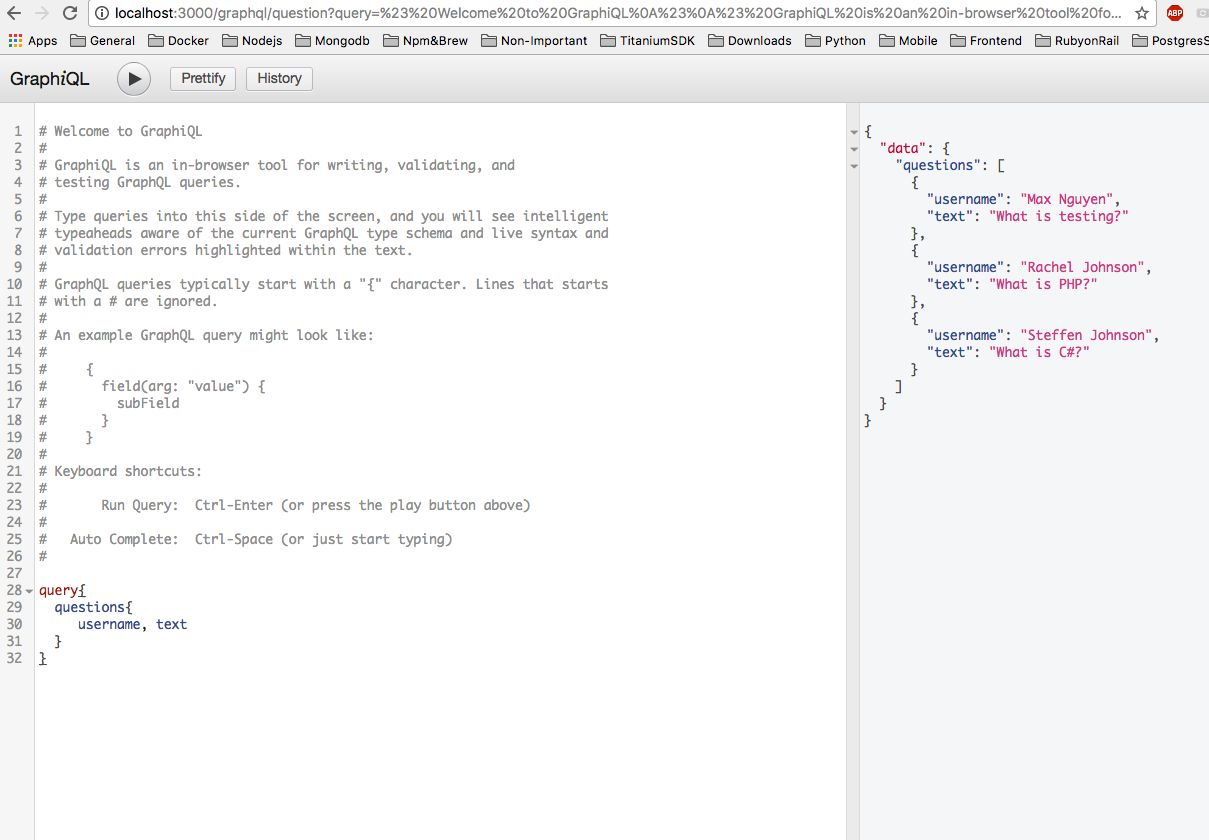 localhost:3000/graphql/question?query=%23%20Welcome%20to%20GraphiQL%0A%23%0A%23%20GraphiQL%20is%20an%20in-browser%20tool%20fo... ABP
Apps General Docker Nodejs Mongodb Npm&Brew Non-Important TitaniumSDK Downloads Python Mobile Frontend RubyonRail PostgresS
GraphiQL Prettify History
1 # Welcome to GraphiQL
2 #
3 # GraphiQL is an in-browser tool for writing, validating, and
4 # testing GraphQL queries.
5 #
6 # Type queries into this side of the screen, and you will see intelligent
7 # typeaheads aware of the current GraphQL type schema and live syntax and
8 # validation errors highlighted within the text.
9 #
10 # GraphQL queries typically start with a "{" character. Lines that starts
11 # with a # are ignored.
12 #
13 # An example GraphQL query might look like:
14 #
15 #     {
16 #       field(arg: "value") {
17 #         subField
18 #       }
19 #     }
20 #
21 # Keyboard shortcuts:
22 #
23 #       Run Query:  Ctrl-Enter (or press the play button above)
24 #
25 #   Auto Complete:  Ctrl-Space (or just start typing)
26 #
27
28 query{
29   questions{
30      username, text
31   }
32 }
{
  "data": {
    "questions": [
      {
        "username": "Max Nguyen",
        "text": "What is testing?"
      },
      {
        "username": "Rachel Johnson",
        "text": "What is PHP?"
      },
      {
        "username": "Steffen Johnson",
        "text": "What is C#?"
      }
    ]
  }
}